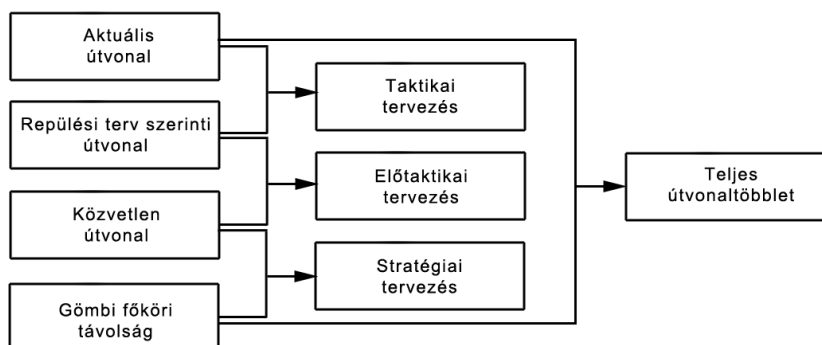 Aktuális
útvonal
Repülési terv szerinti
útvonal
Közvetlen
útvonal
Gömbi főköri
távolság
Taktikai
tervezés
Előtaktikai
tervezés
Stratégiai
tervezés
Teljes
útvonaltöbblet